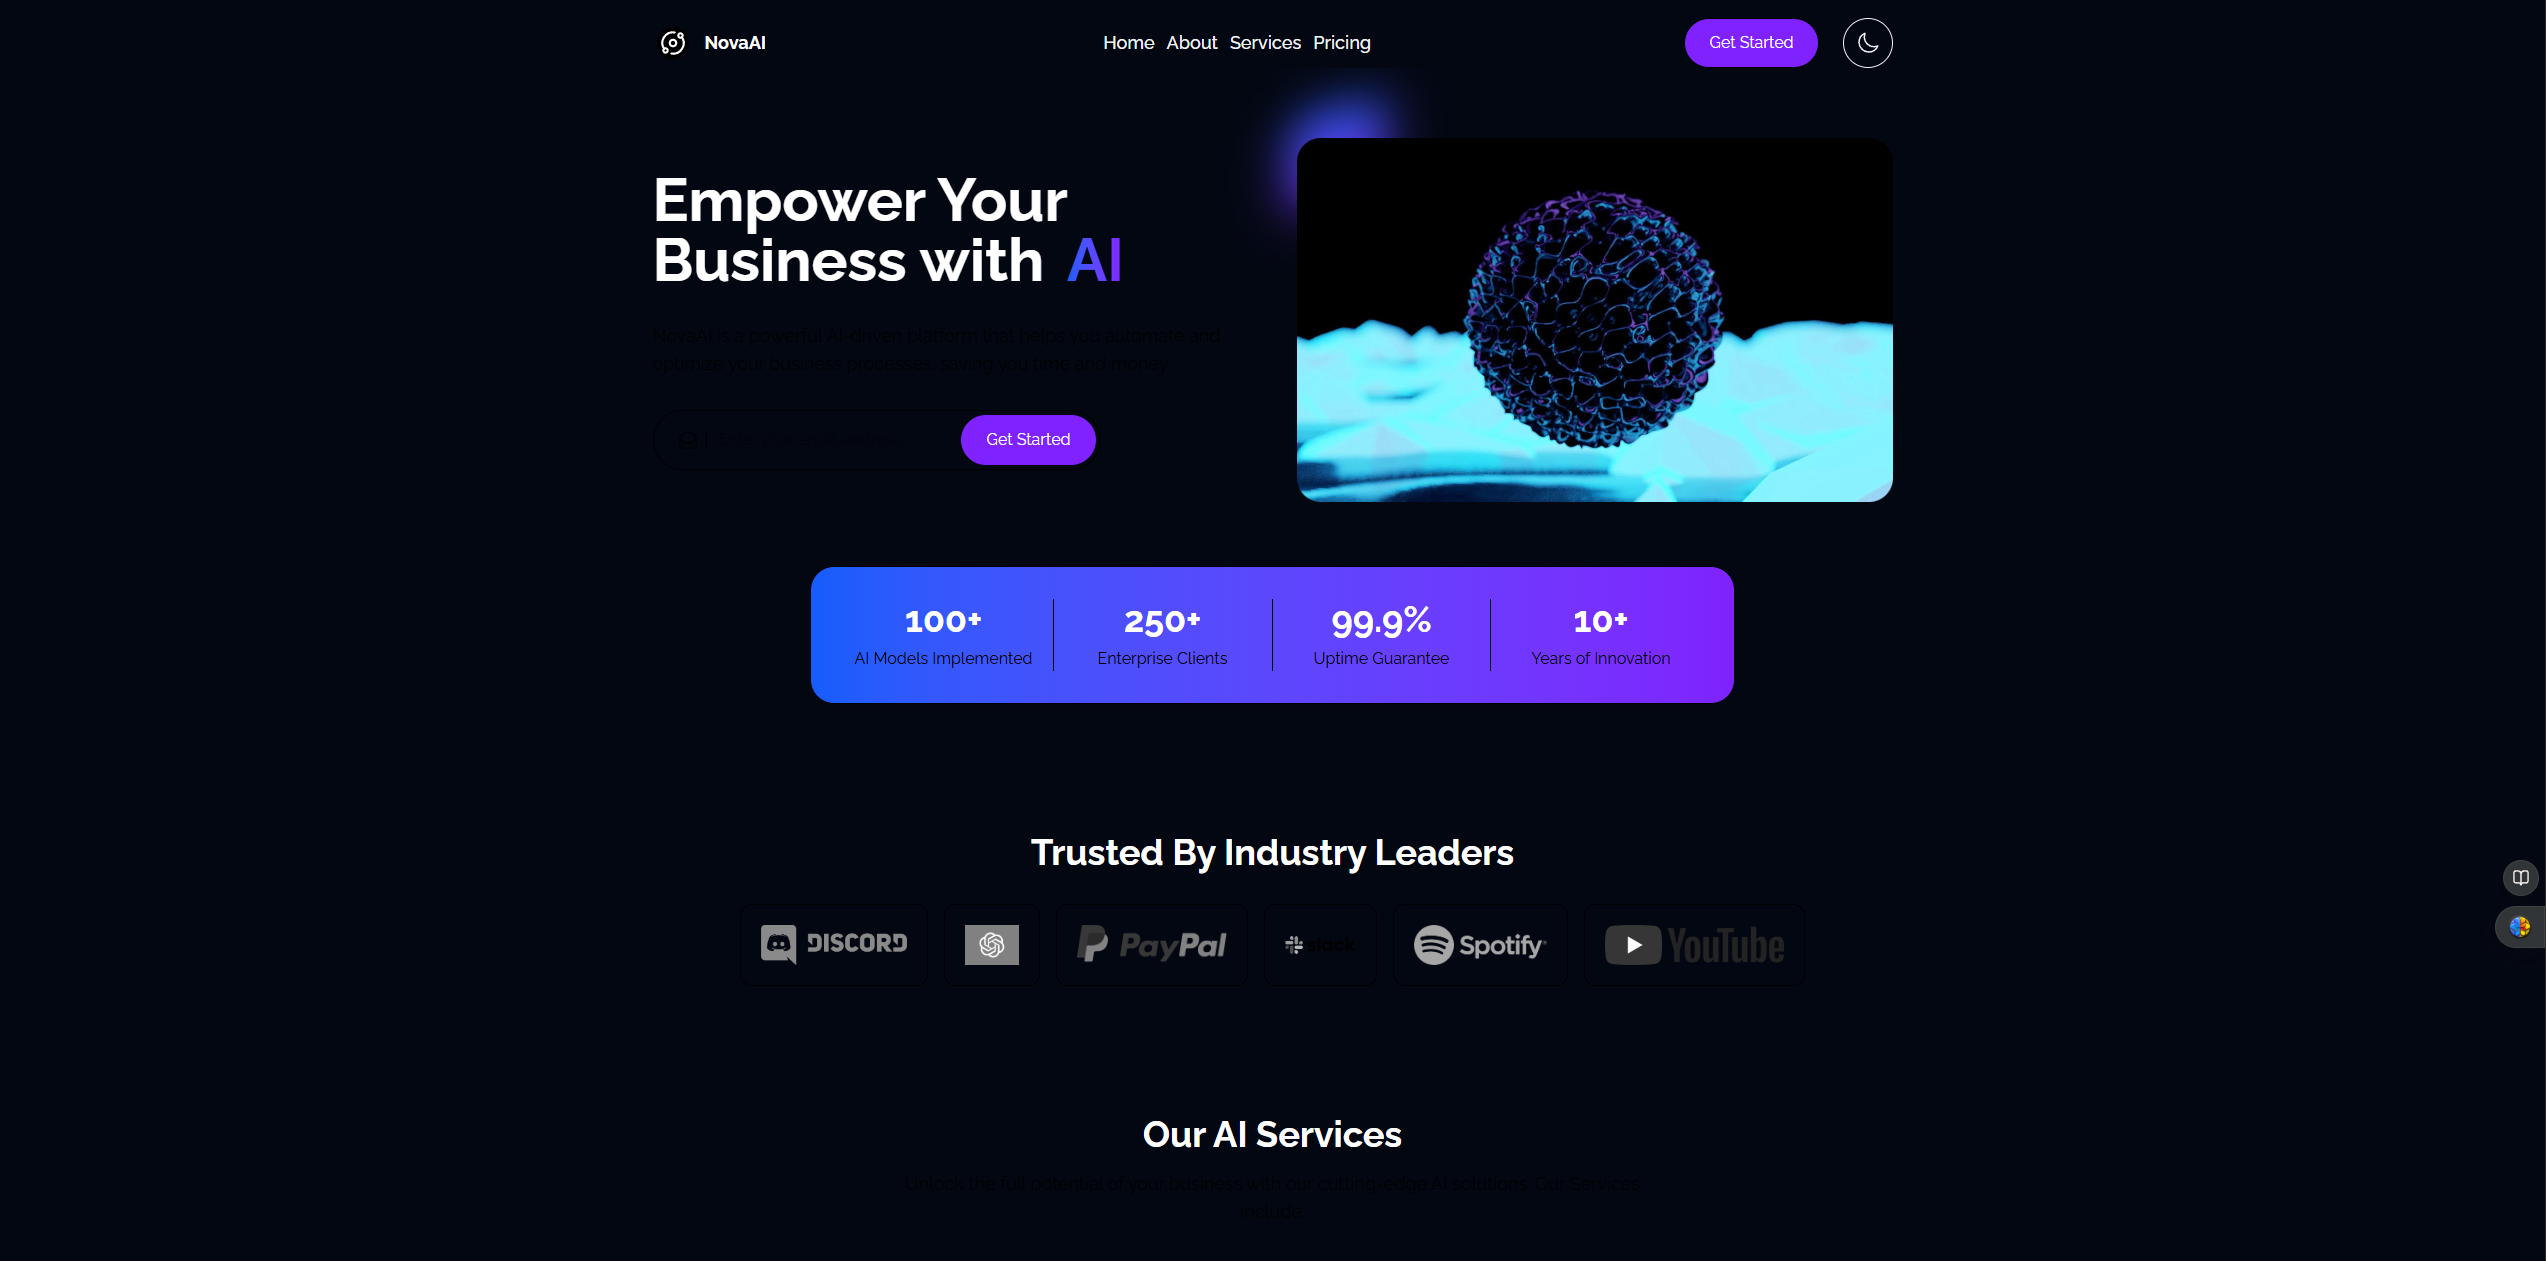 NovaAI
Home About Services Pricing
Get Started
Empower Your
Business with AI
NovaAI is a powerful AI-driven platform that helps you automate and
optimize your business processes, saving you time and money.
Get Started
100+
AI Models Implemented
250+
Enterprise Clients
99.9%
Uptime Guarantee
10+
Years of Innovation
Trusted By Industry Leaders
DISCORD
PayPal
slack
Spotify
YouTube
Our AI Services
Unlock the full potential of your business with our cutting-edge AI solutions. Our Services
include